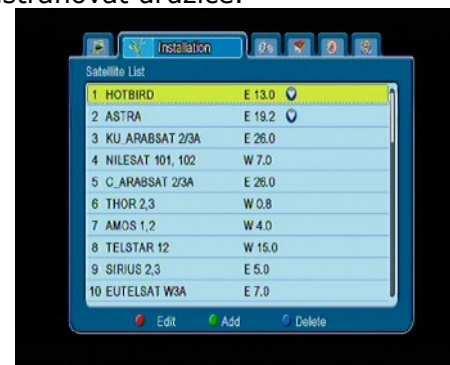 Installation
Satellite List
1 HOTBIRD E 13.0
2 ASTRA E 19.2
3 KU_ARABSAT 2/3A E 26.0
4 NILESAT 101, 102 W 7.0
5 C_ARABSAT 2/3A E 26.0
6 THOR 2,3 W 0.8
7 AMOS 1,2 W 4.0
8 TELSTAR 12 W 15.0
9 SIRIUS 2,3 E 5.0
10 EUTELSAT W3A E 7.0
Edit Add Delete